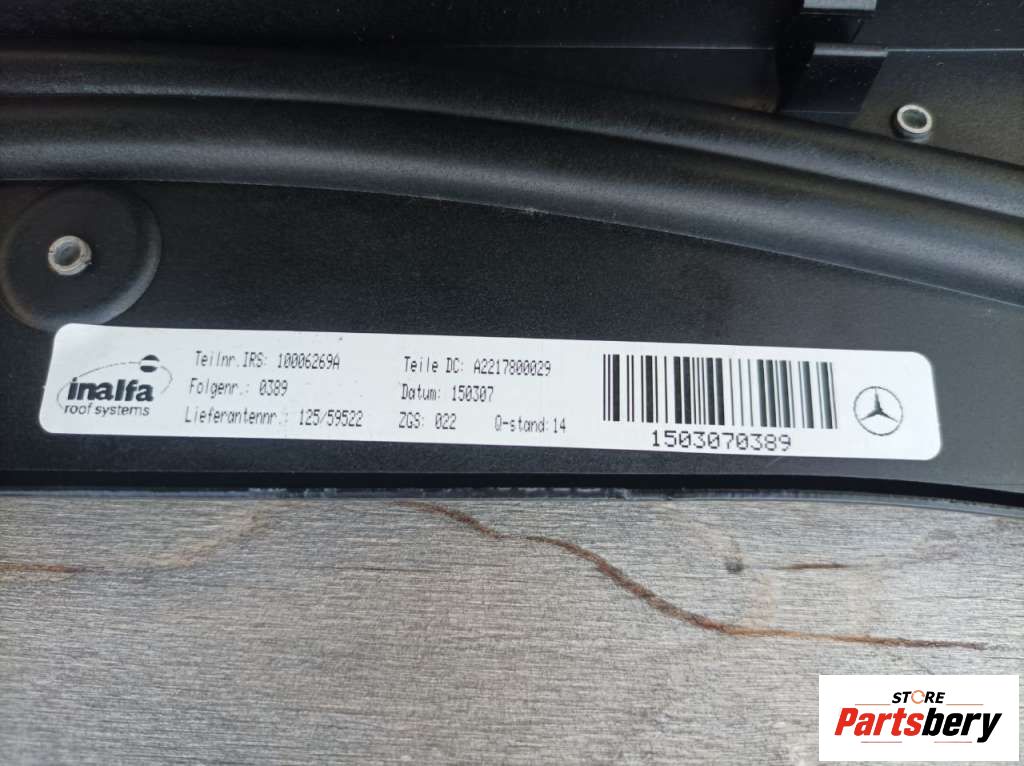 inalfa
roof systems
Teilnr.IRS: 10006269A
Folgenr.: 0389
Lieferantennr.: 125/59522
Teile DC: A2217800029
Datum: 150307
ZGS: 022 Q-stand:14
1503070389
STORE
Partsbery